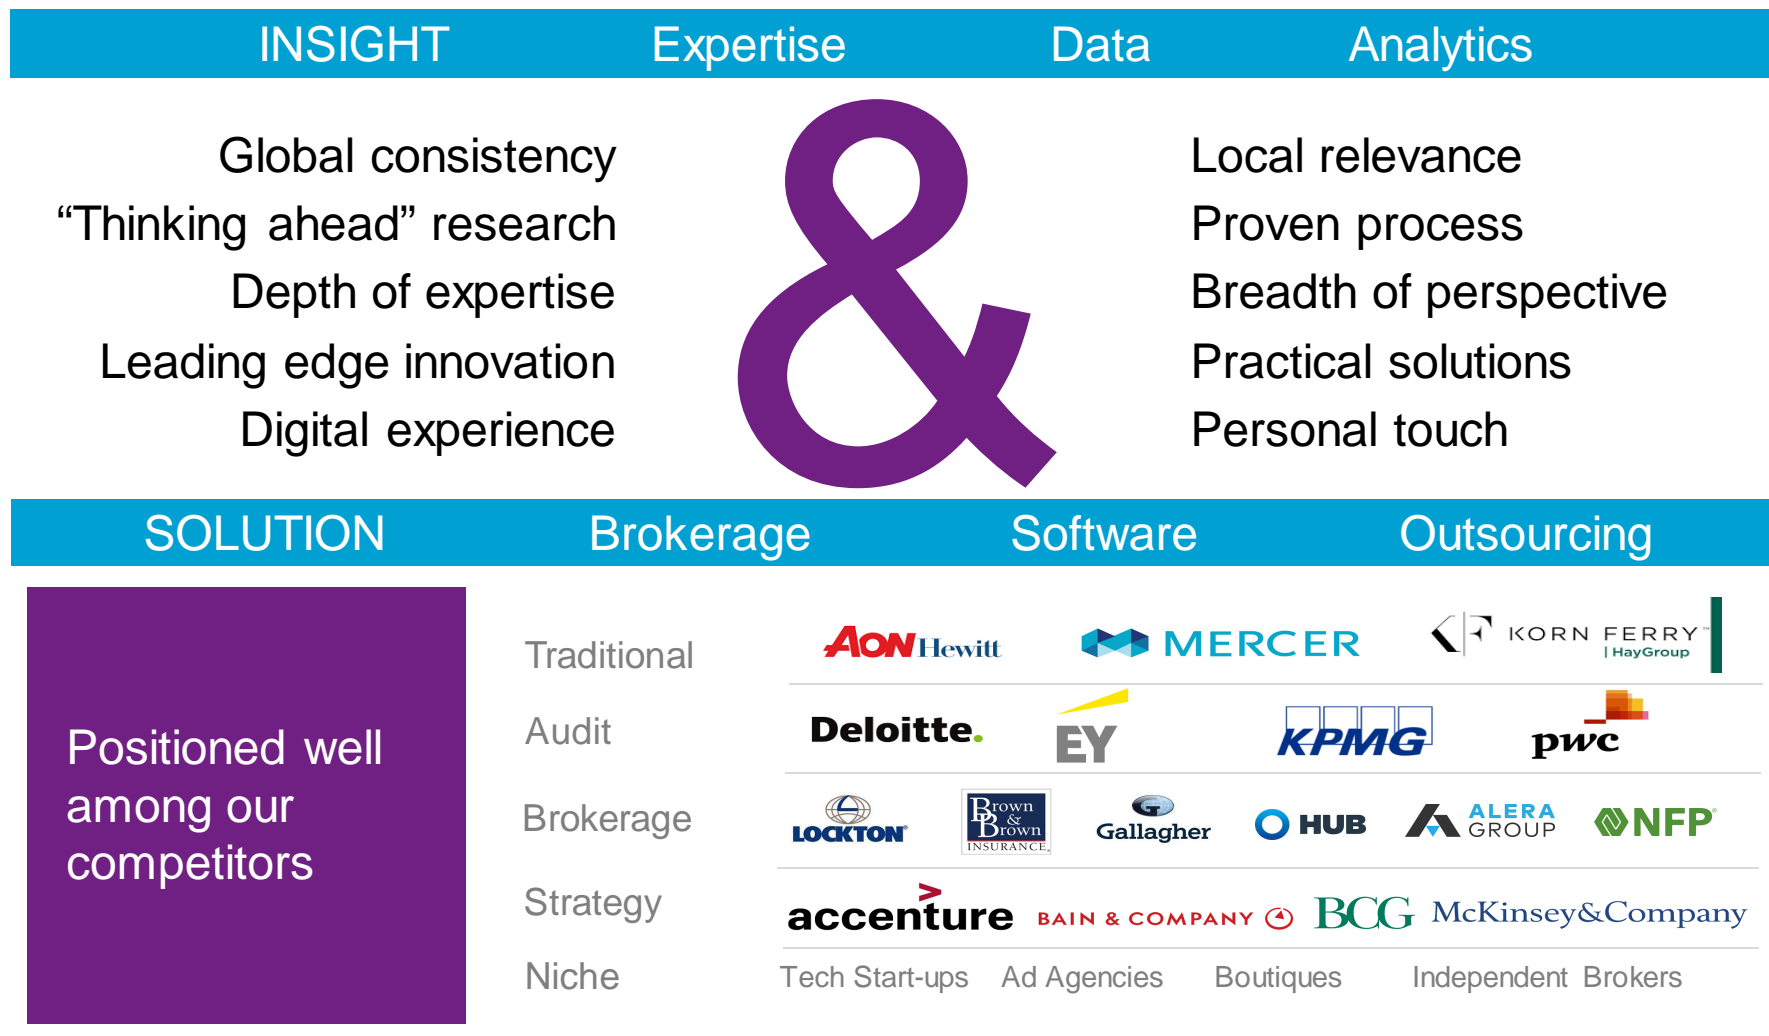 INSIGHT Expertise Data Analytics
Global consistency
“Thinking ahead” research
Depth of expertise
Leading edge innovation
Digital experience
&
Local relevance
Proven process
Breadth of perspective
Practical solutions
Personal touch
SOLUTION Brokerage Software Outsourcing
Positioned well
among our
competitors
Traditional
AON Hewitt
MERCER
KF KORN FERRY™
| HayGroup
Audit
Deloitte.
EY
KPMG
pwc
Brokerage
LOCKTON®
Brown
&
Brown
INSURANCE®
G
Gallagher
HUB
ALERA
GROUP
NFP®
Strategy
accenture
>
BAIN & COMPANY
BCG
McKinsey&Company
Niche
Tech Start-ups Ad Agencies Boutiques Independent Brokers